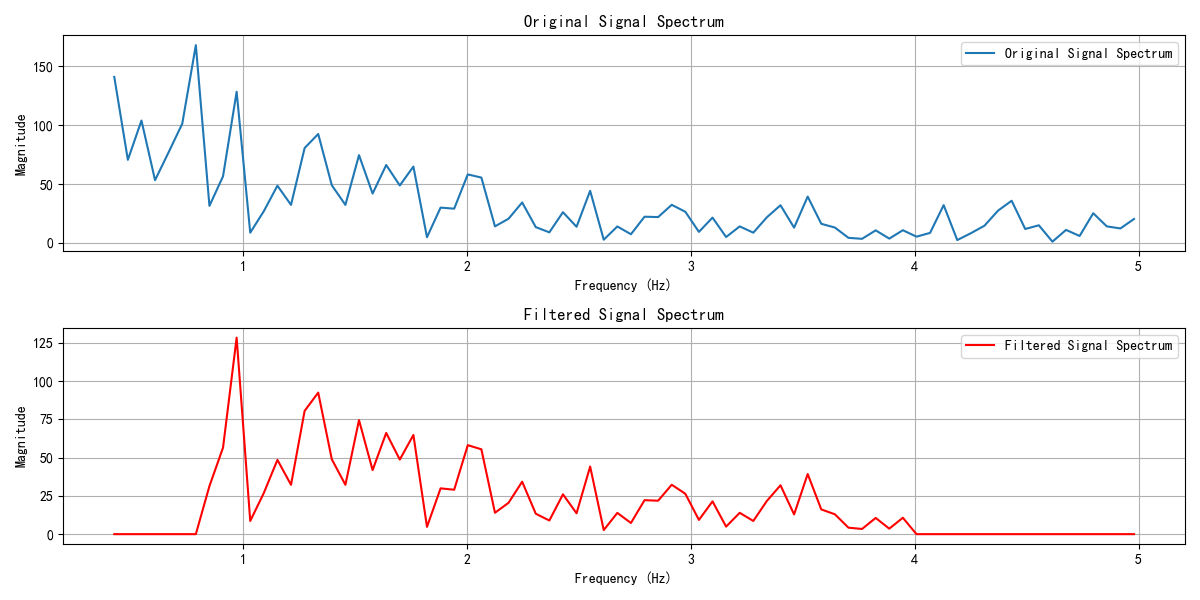 Original Signal Spectrum
Original Signal Spectrum
150
100
50
0
Magnitude
1 2 3 4 5
Frequency (Hz)
Filtered Signal Spectrum
Filtered Signal Spectrum
125
100
75
50
25
0
Magnitude
1 2 3 4 5
Frequency (Hz)